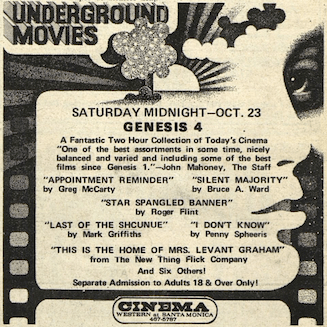 UNDERGROUND
MOVIES
SATURDAY MIDNIGHT—OCT. 23
GENESIS 4
A Fantastic Two Hour Collection of Today's Cinema
"One of the best assortments in some time, nicely
balanced and varied and including some of the best
films since Genesis 1."—John Mahoney, The Staff
"APPOINTMENT REMINDER" "SILENT MAJORITY"
by Greg McCarty by Bruce A. Ward
"STAR SPANGLED BANNER"
by Roger Flint
"LAST OF THE SHCUNUE" "I DON'T KNOW"
by Mark Griffiths by Penny Spheeris
"THIS IS THE HOME OF MRS. LEVANT GRAHAM"
from The New Thing Flick Company
And Six Others!
Separate Admission to Adults 18 & Over Only!
CINEMA
WESTERN at SANTA MONICA
467-5787